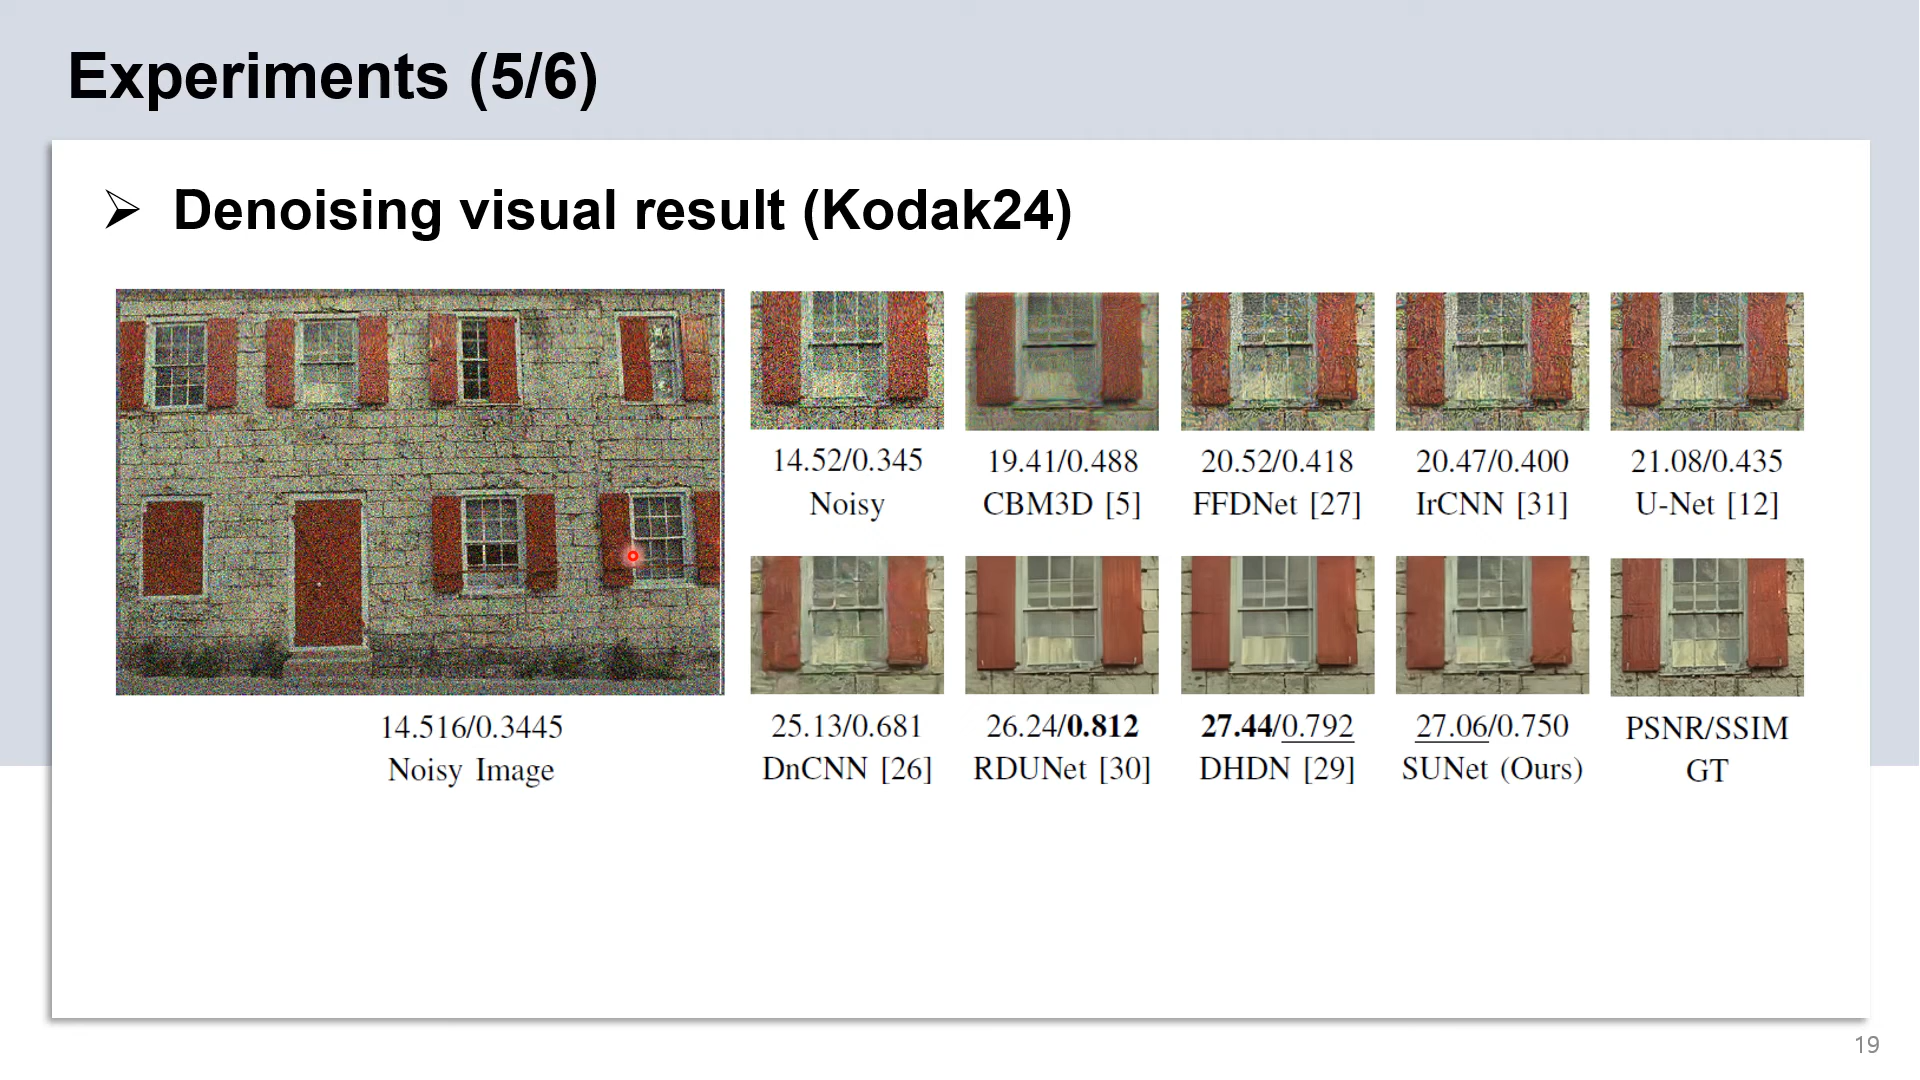 Experiments (5/6)
Denoising visual result (Kodak24)
14.516/0.3445
Noisy Image
14.52/0.345
Noisy
19.41/0.488
CBM3D [5]
20.52/0.418
FFDNet [27]
20.47/0.400
IrCNN [31]
21.08/0.435
U-Net [12]
25.13/0.681
DnCNN [26]
26.24/0.812
RDUNet [30]
27.44/0.792
DHDN [29]
27.06/0.750
SUNet (Ours)
PSNR/SSIM
GT
19